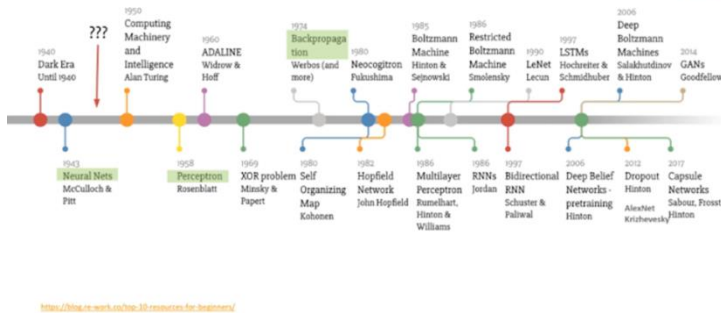 ???
1940
Dark Era
Until 1940
1950
Computing
Machinery
and
Intelligence
Alan Turing
1960
ADALINE
Widrow &
Hoff
1974
Backpropaga
tion
Werbos (and
more)
1980
Neocogitron
Fukushima
1985
Boltzmann
Machine
Hinton &
Sejnowski
1986
Restricted
Boltzmann
Machine
Smolensky
1990
LeNet
Lecun
1997
LSTMs
Hochreiter &
Schmidhuber
2006
Deep
Boltzmann
Machines
Salakhutdinov
& Hinton
2014
GANs
Goodfellow
1943
Neural Nets
McCulloch &
Pitt
1958
Perceptron
Rosenblatt
1969
XOR problem
Minsky &
Papert
1980
Self
Organizing
Map
Kohonen
1982
Hopfield
Network
John Hopfield
1986
Multilayer
Perceptron
Rumelhart,
Hinton &
Williams
1986
RNNs
Jordan
1997
Bidirectional
RNN
Schuster &
Paliwal
2006
Deep Belief
Networks -
pretraining
Hinton
2012
Dropout
Hinton
AlexNet
Krizhevesky
2017
Capsule
Networks
Sabour, Frosst
Hinton
https://blog.re-work.co/top-10-resources-for-beginners/